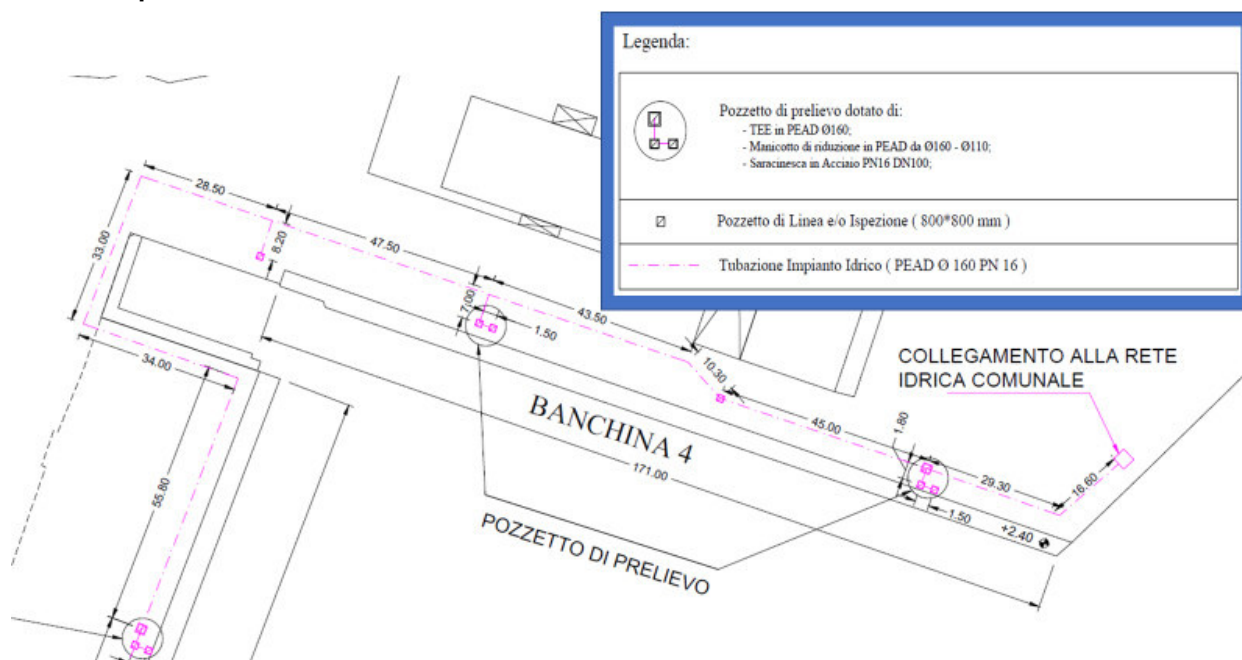 Legenda:
Pozzetto di prelievo dotato di:
- TEE in PEAD Ø160;
- Manicotto di riduzione in PEAD da Ø160 - Ø110;
- Saracinesca in Acciaio PN16 DN100;
Pozzetto di Linea e/o Ispezione ( 800*800 mm )
Tubazione Impianto Idrico ( PEAD Ø 160 PN 16 )
28.50
33.00
8.20
47.50
7.00
1.50
43.50
10.30
34.00
COLLEGAMENTO ALLA RETE
IDRICA COMUNALE
BANCHINA 4
45.00
1.80
171.00
29.30
16.60
1.50
+2.40
55.80
POZZETTO DI PRELIEVO